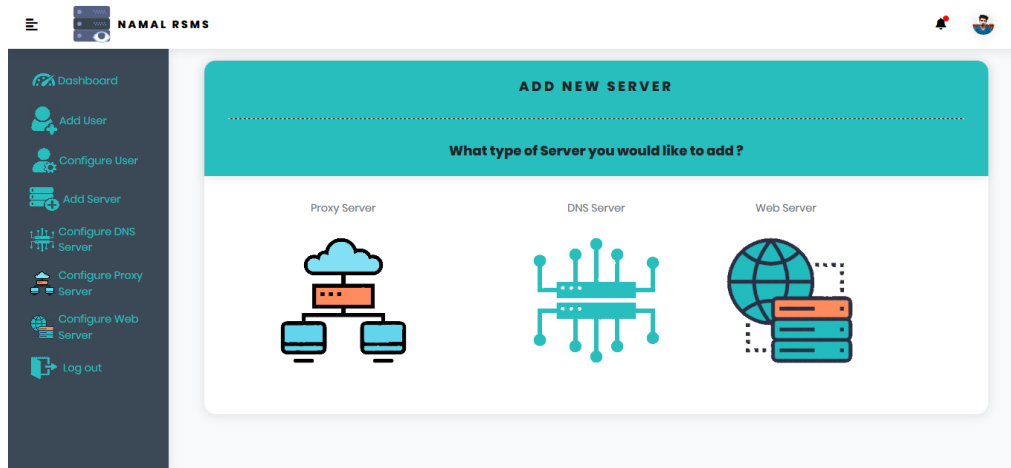 NAMAL RSMS
Dashboard
Add User
Configure User
Add Server
Configure DNS
Server
Configure Proxy
Server
Configure Web
Server
Log out
ADD NEW SERVER
What type of Server you would like to add ?
Proxy Server
DNS Server
Web Server